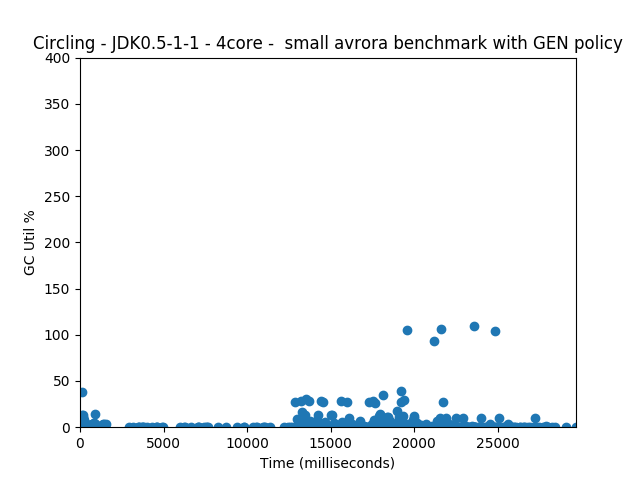 Circling - JDK0.5-1-1 - 4core -  small avrora benchmark with GEN policy
400
350
300
250
200
150
100
50
0
GC Util %
0 5000 10000 15000 20000 25000
Time (milliseconds)